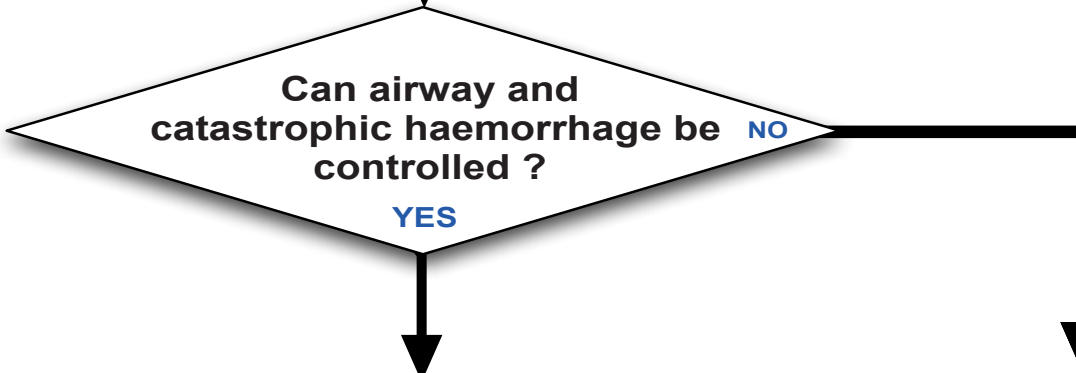 Can airway and
catastrophic haemorrhage be NO
controlled ?
YES